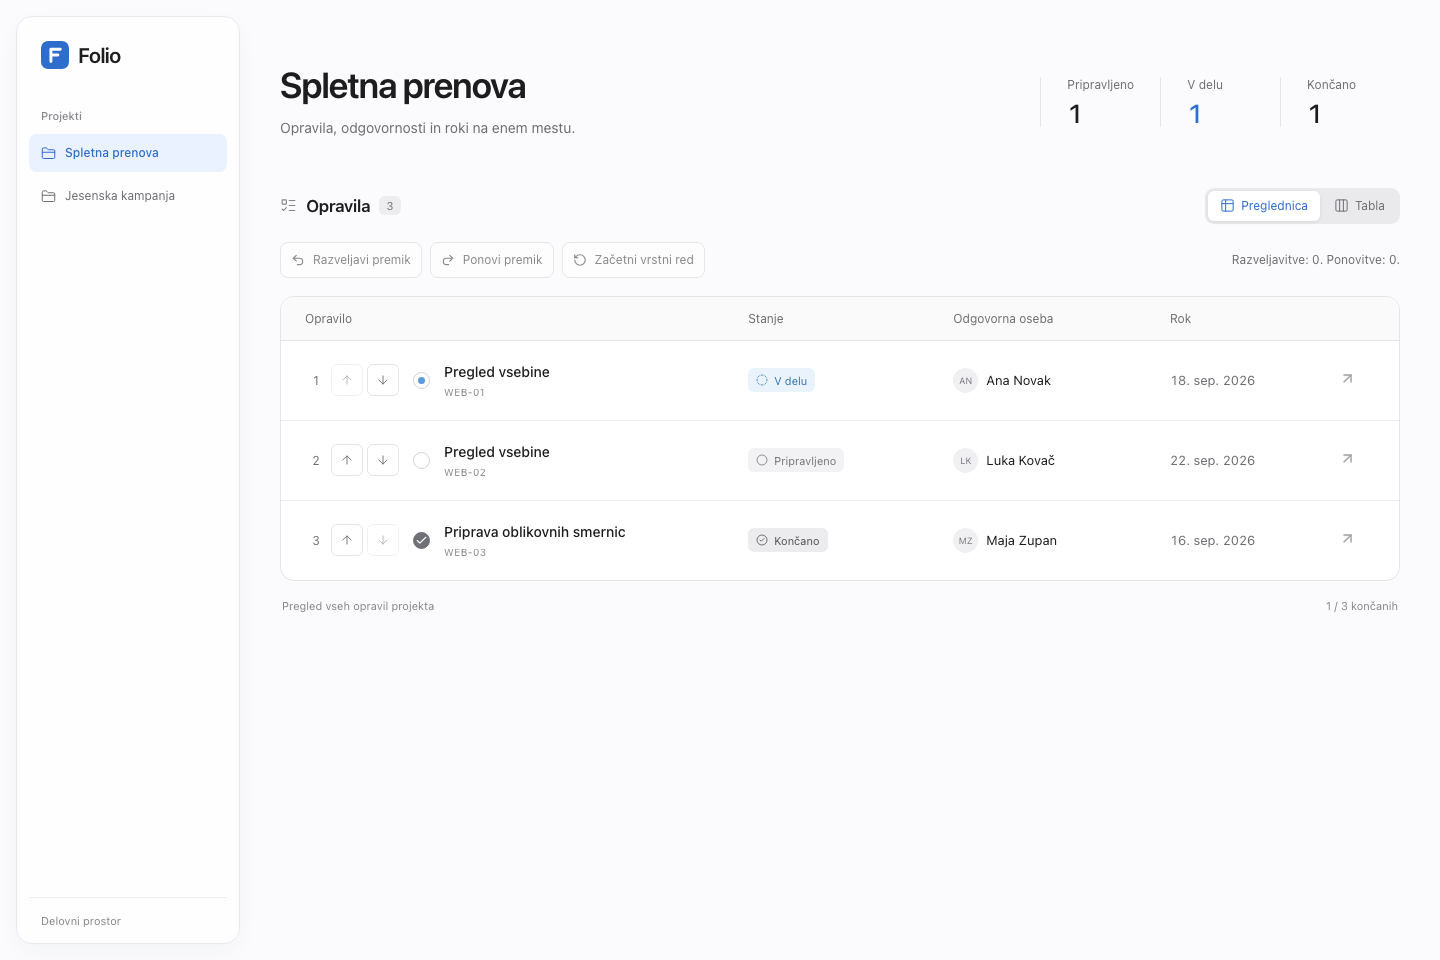 Folio
Projekti
Spletna prenova
Jesenska kampanja
Delovni prostor
Spletna prenova
Opravila, odgovornosti in roki na enem mestu.
Pripravljeno
1
V delu
1
Končano
1
Opravila 3
Preglednica
Tabla
Razveljavi premik
Ponovi premik
Začetni vrstni red
Razveljavitve: 0. Ponovitve: 0.
Opravilo Stanje Odgovorna oseba Rok
1 Pregled vsebine V delu AN Ana Novak 18. sep. 2026
WEB-01
2 Pregled vsebine Pripravljeno LK Luka Kovač 22. sep. 2026
WEB-02
3 Priprava oblikovnih smernic Končano MZ Maja Zupan 16. sep. 2026
WEB-03
Pregled vseh opravil projekta
1 / 3 končanih